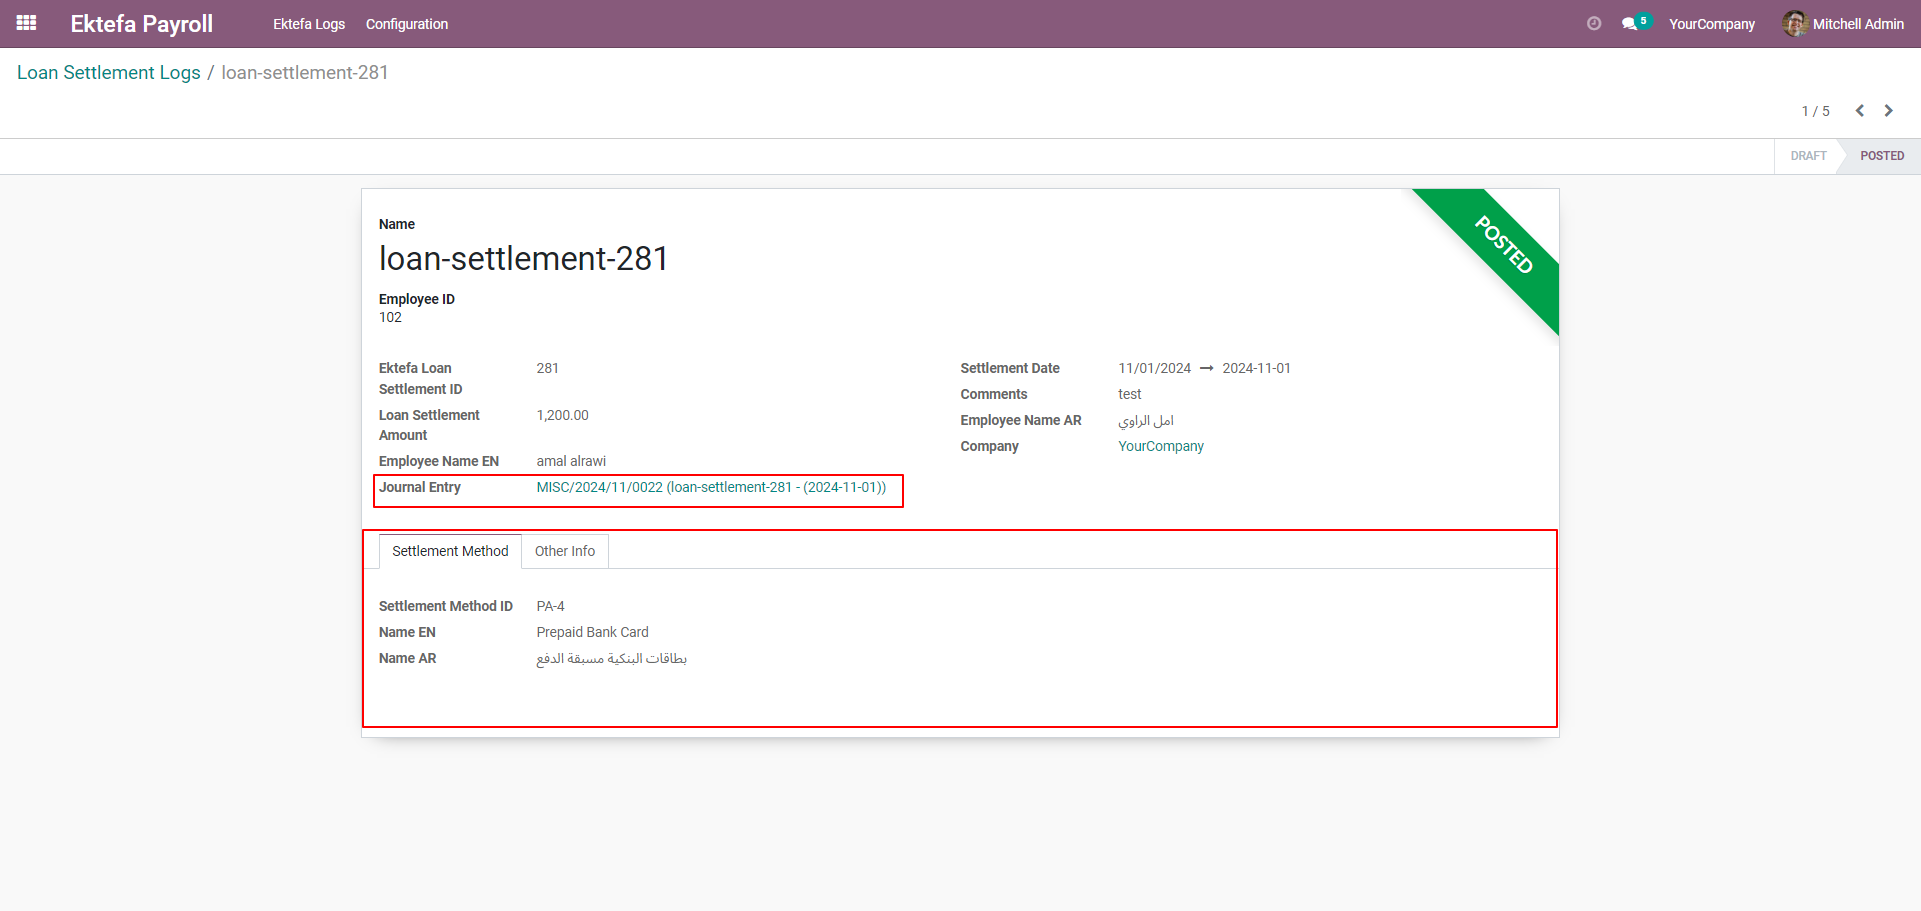 Ektefa Payroll
Ektefa Logs
Configuration
5
YourCompany
Mitchell Admin
Loan Settlement Logs / loan-settlement-281
1 / 5
DRAFT
POSTED
POSTED
Name
loan-settlement-281
Employee ID
102
Ektefa Loan
Settlement ID
281
Loan Settlement
Amount
1,200.00
Employee Name EN
amal alrawi
Journal Entry
MISC/2024/11/0022 (loan-settlement-281 - (2024-11-01))
Settlement Date
11/01/2024 → 2024-11-01
Comments
test
Employee Name AR
امل الراوي
Company
YourCompany
Settlement Method
Other Info
Settlement Method ID
PA-4
Name EN
Prepaid Bank Card
Name AR
بطاقات البنكية مسبقة الدفع